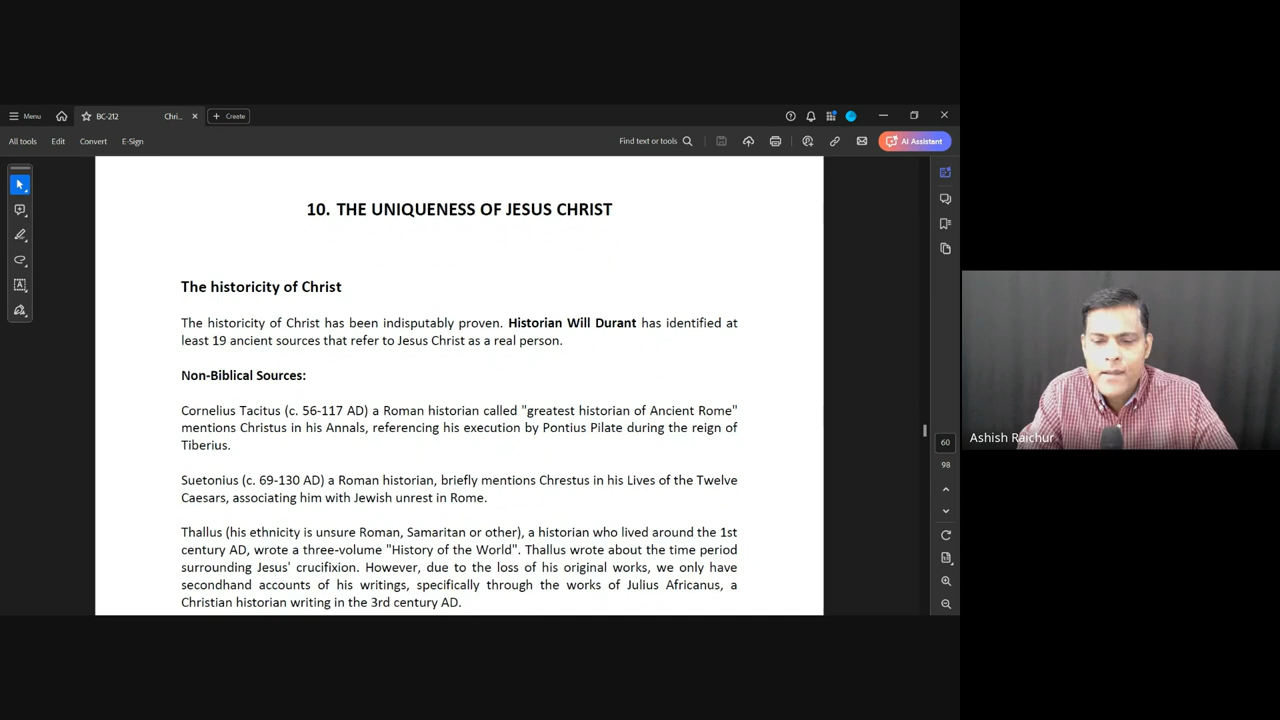 Menu
BC-212
Chri...
Create
All tools
Edit
Convert
E-Sign
Find text or tools
AI Assistant
10. THE UNIQUENESS OF JESUS CHRIST
The historicity of Christ
The historicity of Christ has been indisputably proven. Historian Will Durant has identified at
least 19 ancient sources that refer to Jesus Christ as a real person.
Non-Biblical Sources:
Cornelius Tacitus (c. 56-117 AD) a Roman historian called "greatest historian of Ancient Rome"
mentions Christus in his Annals, referencing his execution by Pontius Pilate during the reign of
Tiberius.
Suetonius (c. 69-130 AD) a Roman historian, briefly mentions Chrestus in his Lives of the Twelve
Caesars, associating him with Jewish unrest in Rome.
Thallus (his ethnicity is unsure Roman, Samaritan or other), a historian who lived around the 1st
century AD, wrote a three-volume "History of the World". Thallus wrote about the time period
surrounding Jesus' crucifixion. However, due to the loss of his original works, we only have
secondhand accounts of his writings, specifically through the works of Julius Africanus, a
Christian historian writing in the 3rd century AD.
60
98
Ashish Raichur